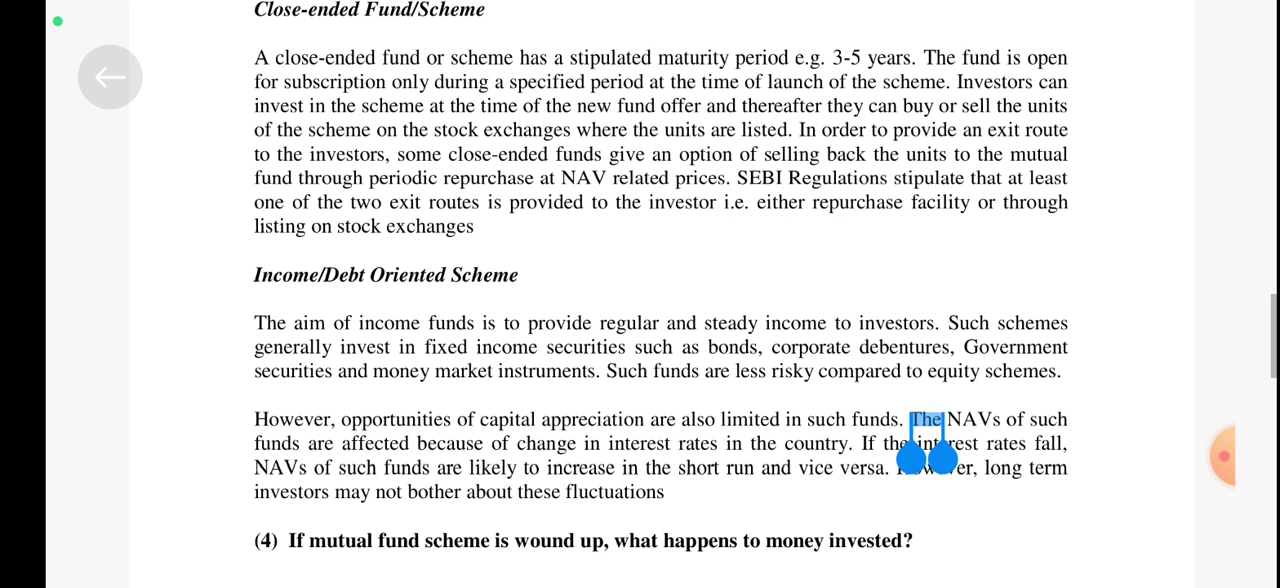 Close-ended Fund/Scheme
A close-ended fund or scheme has a stipulated maturity period e.g. 3-5 years. The fund is open
for subscription only during a specified period at the time of launch of the scheme. Investors can
invest in the scheme at the time of the new fund offer and thereafter they can buy or sell the units
of the scheme on the stock exchanges where the units are listed. In order to provide an exit route
to the investors, some close-ended funds give an option of selling back the units to the mutual
fund through periodic repurchase at NAV related prices. SEBI Regulations stipulate that at least
one of the two exit routes is provided to the investor i.e. either repurchase facility or through
listing on stock exchanges
Income/Debt Oriented Scheme
The aim of income funds is to provide regular and steady income to investors. Such schemes
generally invest in fixed income securities such as bonds, corporate debentures, Government
securities and money market instruments. Such funds are less risky compared to equity schemes.
However, opportunities of capital appreciation are also limited in such funds. The NAVs of such
funds are affected because of change in interest rates in the country. If the interest rates fall,
NAVs of such funds are likely to increase in the short run and vice versa. However, long term
investors may not bother about these fluctuations
(4) If mutual fund scheme is wound up, what happens to money invested?